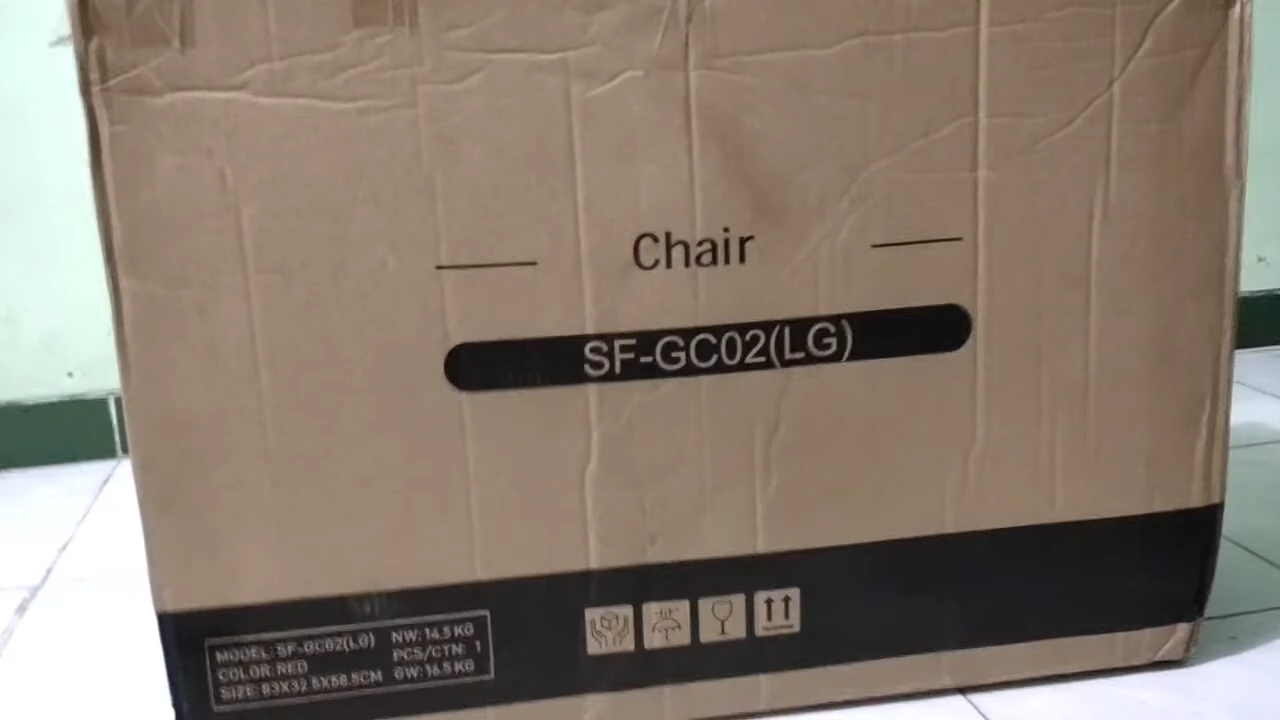 Chair
SF-GC02(LG)
MODEL: SF-GC02(LG) NW: 14.5 KG
COLOR: RED PCS/CTN: 1
SIZE: 83X32.5X58.5CM GW: 16.5 KG